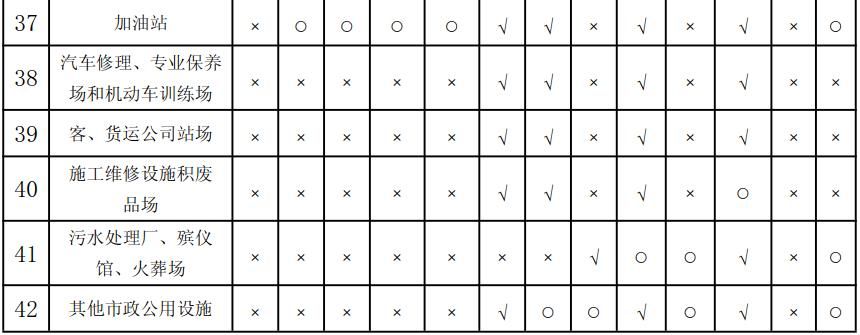 37 加油站 × ○ ○ ○ ○ √ √ × √ × √ × ○
38 汽车修理、专业保养
场和机动车训练场 × × × × × √ √ × √ × √ × ×
39 客、货运公司站场 × × × × × √ √ × √ × √ × ×
40 施工维修设施积废
品场 × × × × × √ √ × √ × ○ × ×
41 污水处理厂、殡仪
馆、火葬场 × × × × × × × √ ○ ○ √ × ○
42 其他市政公用设施 × × × × × √ ○ ○ √ ○ √ × ○